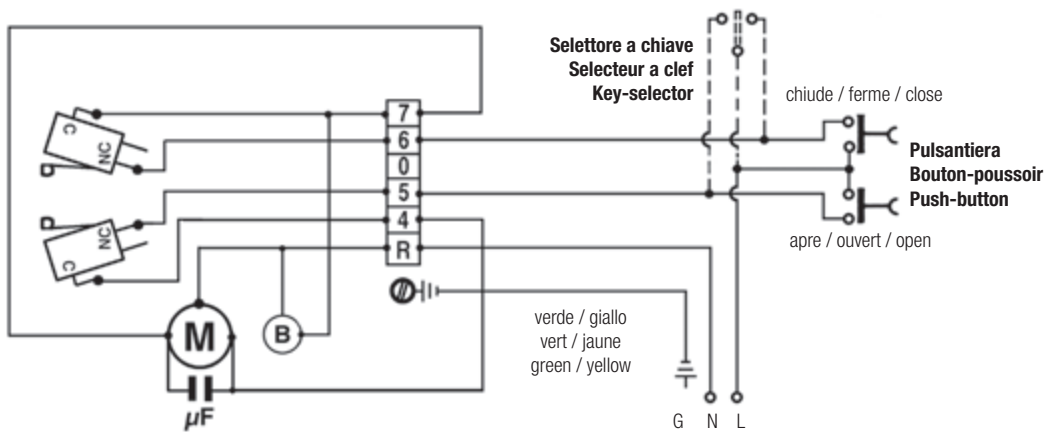 Selettore a chiave
Selecteur a clef
Key-selector
chiude / ferme / close
Pulsantiera
Bouton-poussoir
Push-button
apre / ouvert / open
C
NC
NC
C
7
6
0
5
4
R
M
B
µF
verde / giallo
vert / jaune
green / yellow
G N L